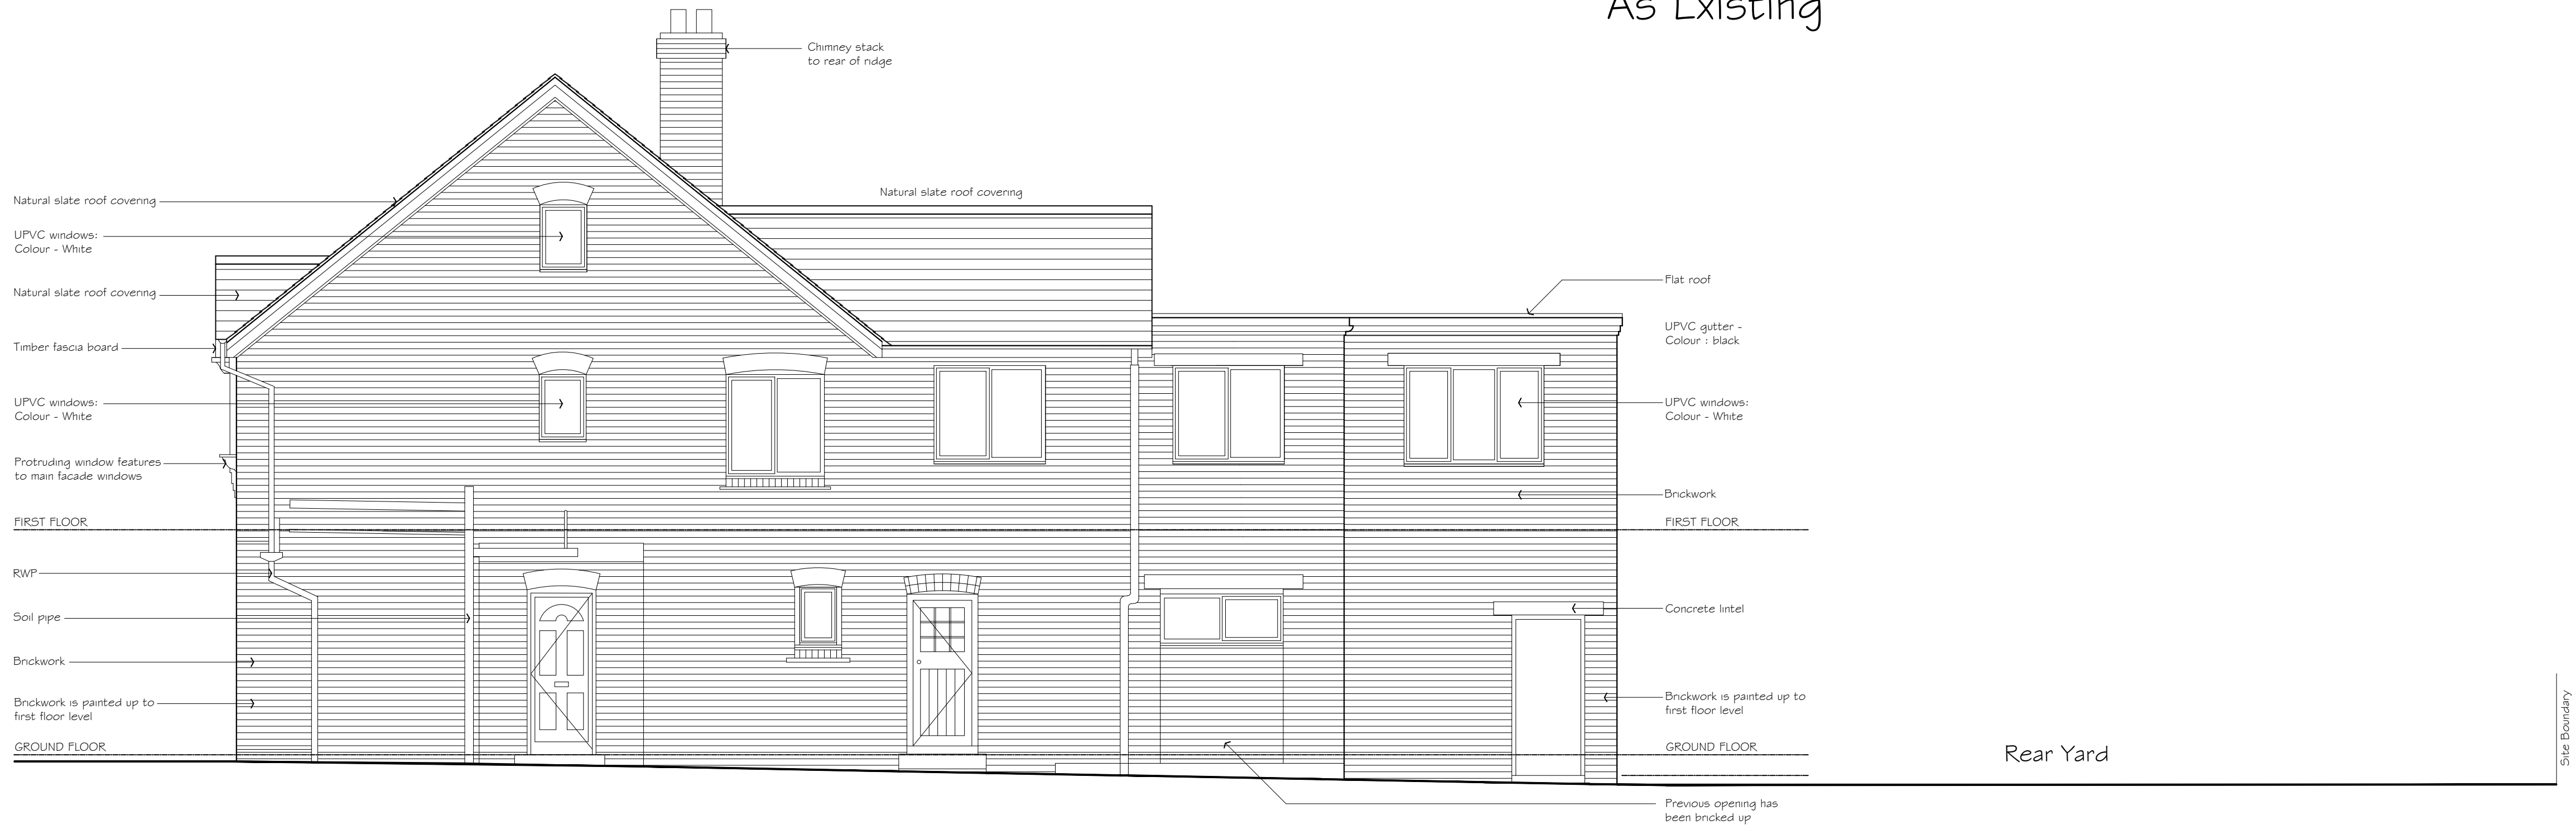 As Existing
Chimney stack
to rear of ridge
Natural slate roof covering
Natural slate roof covering
UPVC windows:
Colour - White
Natural slate roof covering
Timber fascia board
UPVC windows:
Colour - White
Protruding window features
to main facade windows
FIRST FLOOR
RWP
Soil pipe
Brickwork
Brickwork is painted up to
first floor level
GROUND FLOOR
Flat roof
UPVC gutter -
Colour : black
UPVC windows:
Colour - White
Brickwork
FIRST FLOOR
Concrete lintel
Brickwork is painted up to
first floor level
GROUND FLOOR
Previous opening has
been bricked up
Rear Yard
Site Boundary